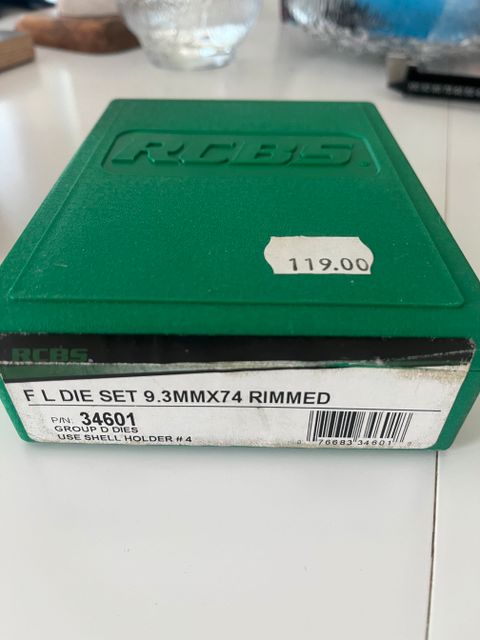 RCBS.
119.00
RCBS.
F L DIE SET 9.3MMX74 RIMMED
P/N. 34601
GROUP D DIES
USE SHELL HOLDER #4
0 76683 34601